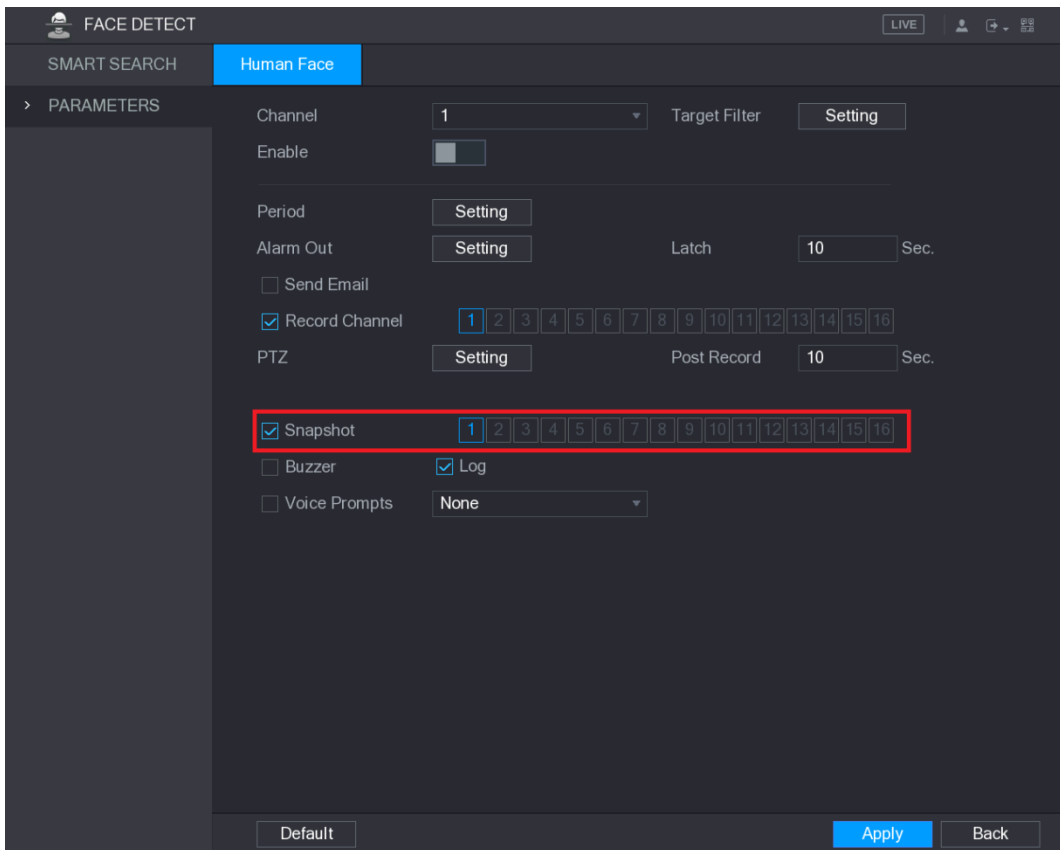 FACE DETECT LIVE
SMART SEARCH Human Face
PARAMETERS
Channel 1 Target Filter Setting
Enable
Period Setting
Alarm Out Setting Latch 10 Sec.
Send Email
Record Channel 1 2 3 4 5 6 7 8 9 10 11 12 13 14 15 16
PTZ Setting Post Record 10 Sec.
Snapshot 1 2 3 4 5 6 7 8 9 10 11 12 13 14 15 16
Buzzer Log
Voice Prompts None
Default Apply Back